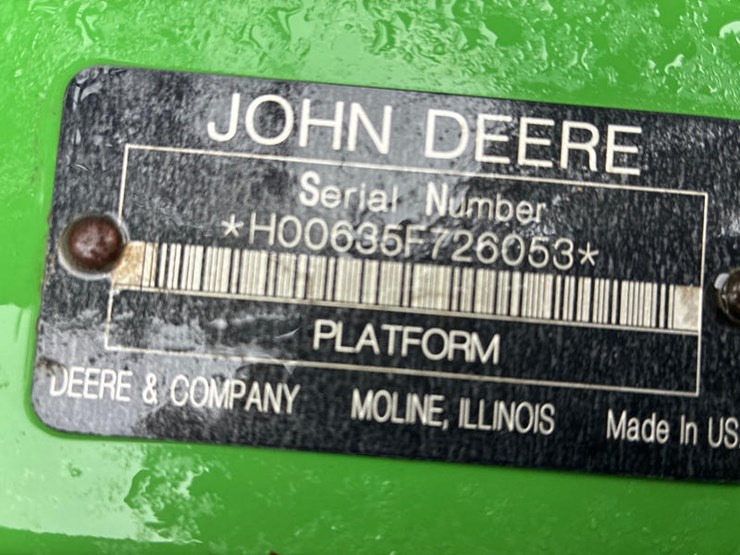 JOHN DEERE
Serial Number
*H00635F726053*
PLATFORM
DEERE & COMPANY MOLINE, ILLINOIS Made In US